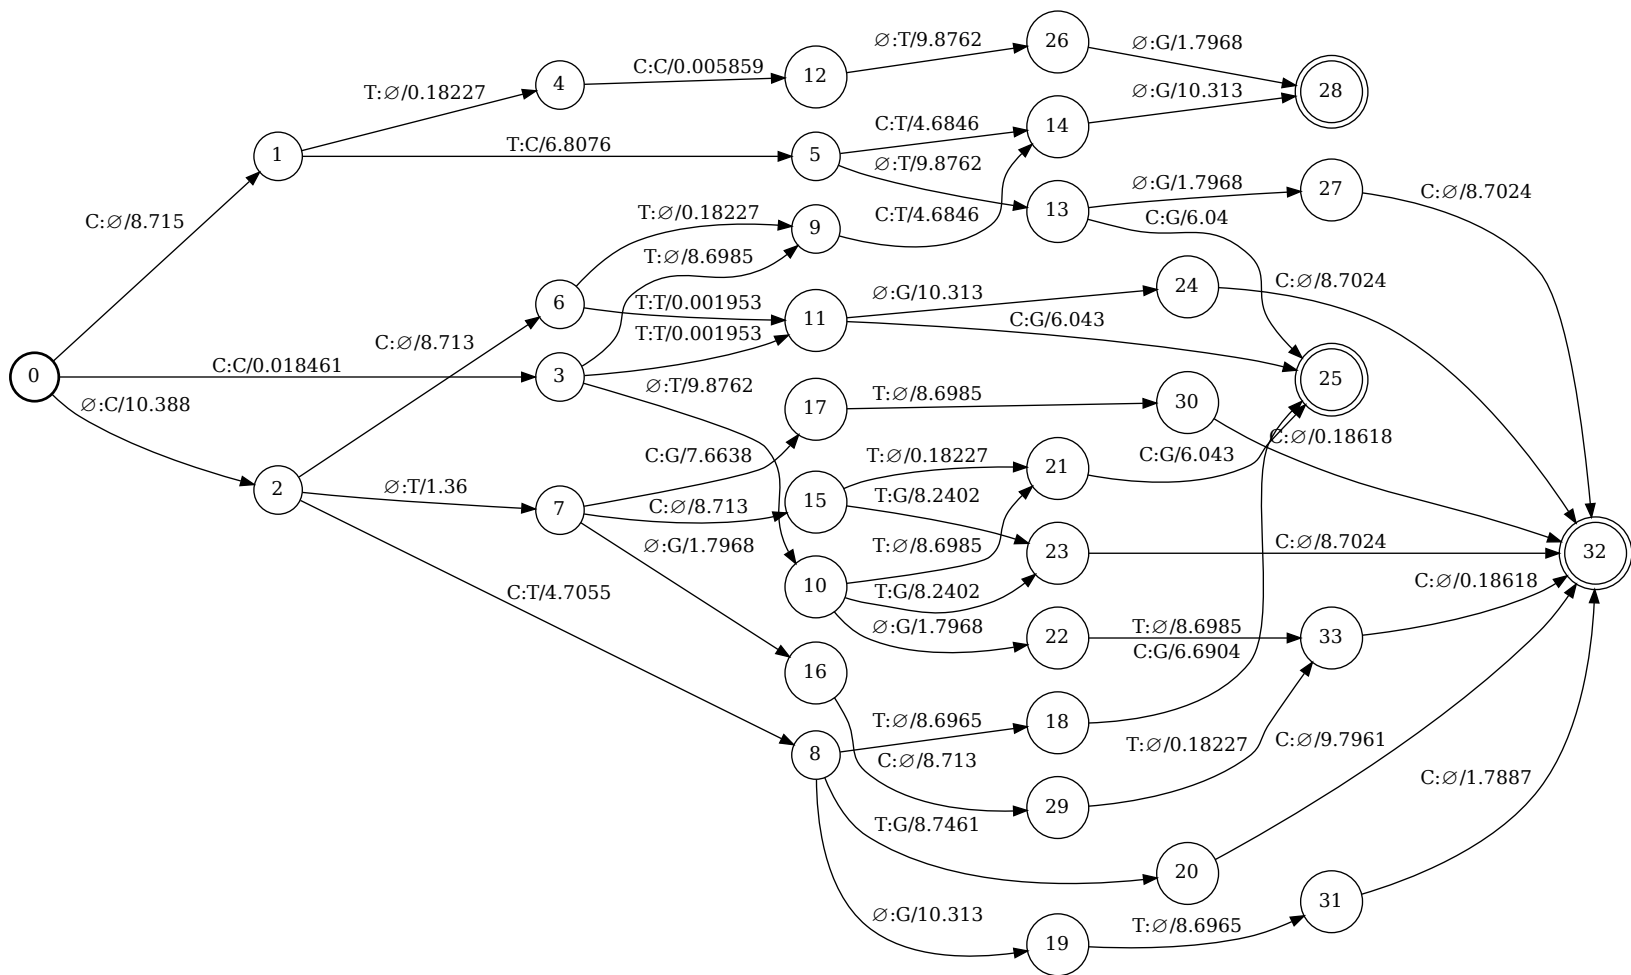 0
C:∅/8.715
C:C/0.018461
∅:C/10.388
1
T:∅/0.18227
T:C/6.8076
2
C:∅/8.713
∅:T/1.36
C:T/4.7055
4
C:C/0.005859
5
C:T/4.6846
∅:T/9.8762
6
T:∅/0.18227
T:T/0.001953
3
T:∅/8.6985
T:T/0.001953
∅:T/9.8762
7
C:G/7.6638
C:∅/8.713
∅:G/1.7968
12
∅:T/9.8762
9
C:T/4.6846
11
∅:G/10.313
C:G/6.043
17
T:∅/8.6985
15
T:∅/0.18227
T:G/8.2402
10
T:∅/8.6985
T:G/8.2402
∅:G/1.7968
16
C:∅/8.713
8
T:∅/8.6965
T:G/8.7461
∅:G/10.313
26
∅:G/1.7968
14
∅:G/10.313
13
∅:G/1.7968
C:G/6.04
24
C:∅/8.7024
30
C:∅/0.18618
21
C:G/6.043
23
C:∅/8.7024
22
T:∅/8.6985
18
C:G/6.6904
29
T:∅/0.18227
20
C:∅/9.7961
19
T:∅/8.6965
28
27
C:∅/8.7024
25
33
C:∅/0.18618
31
C:∅/1.7887
32